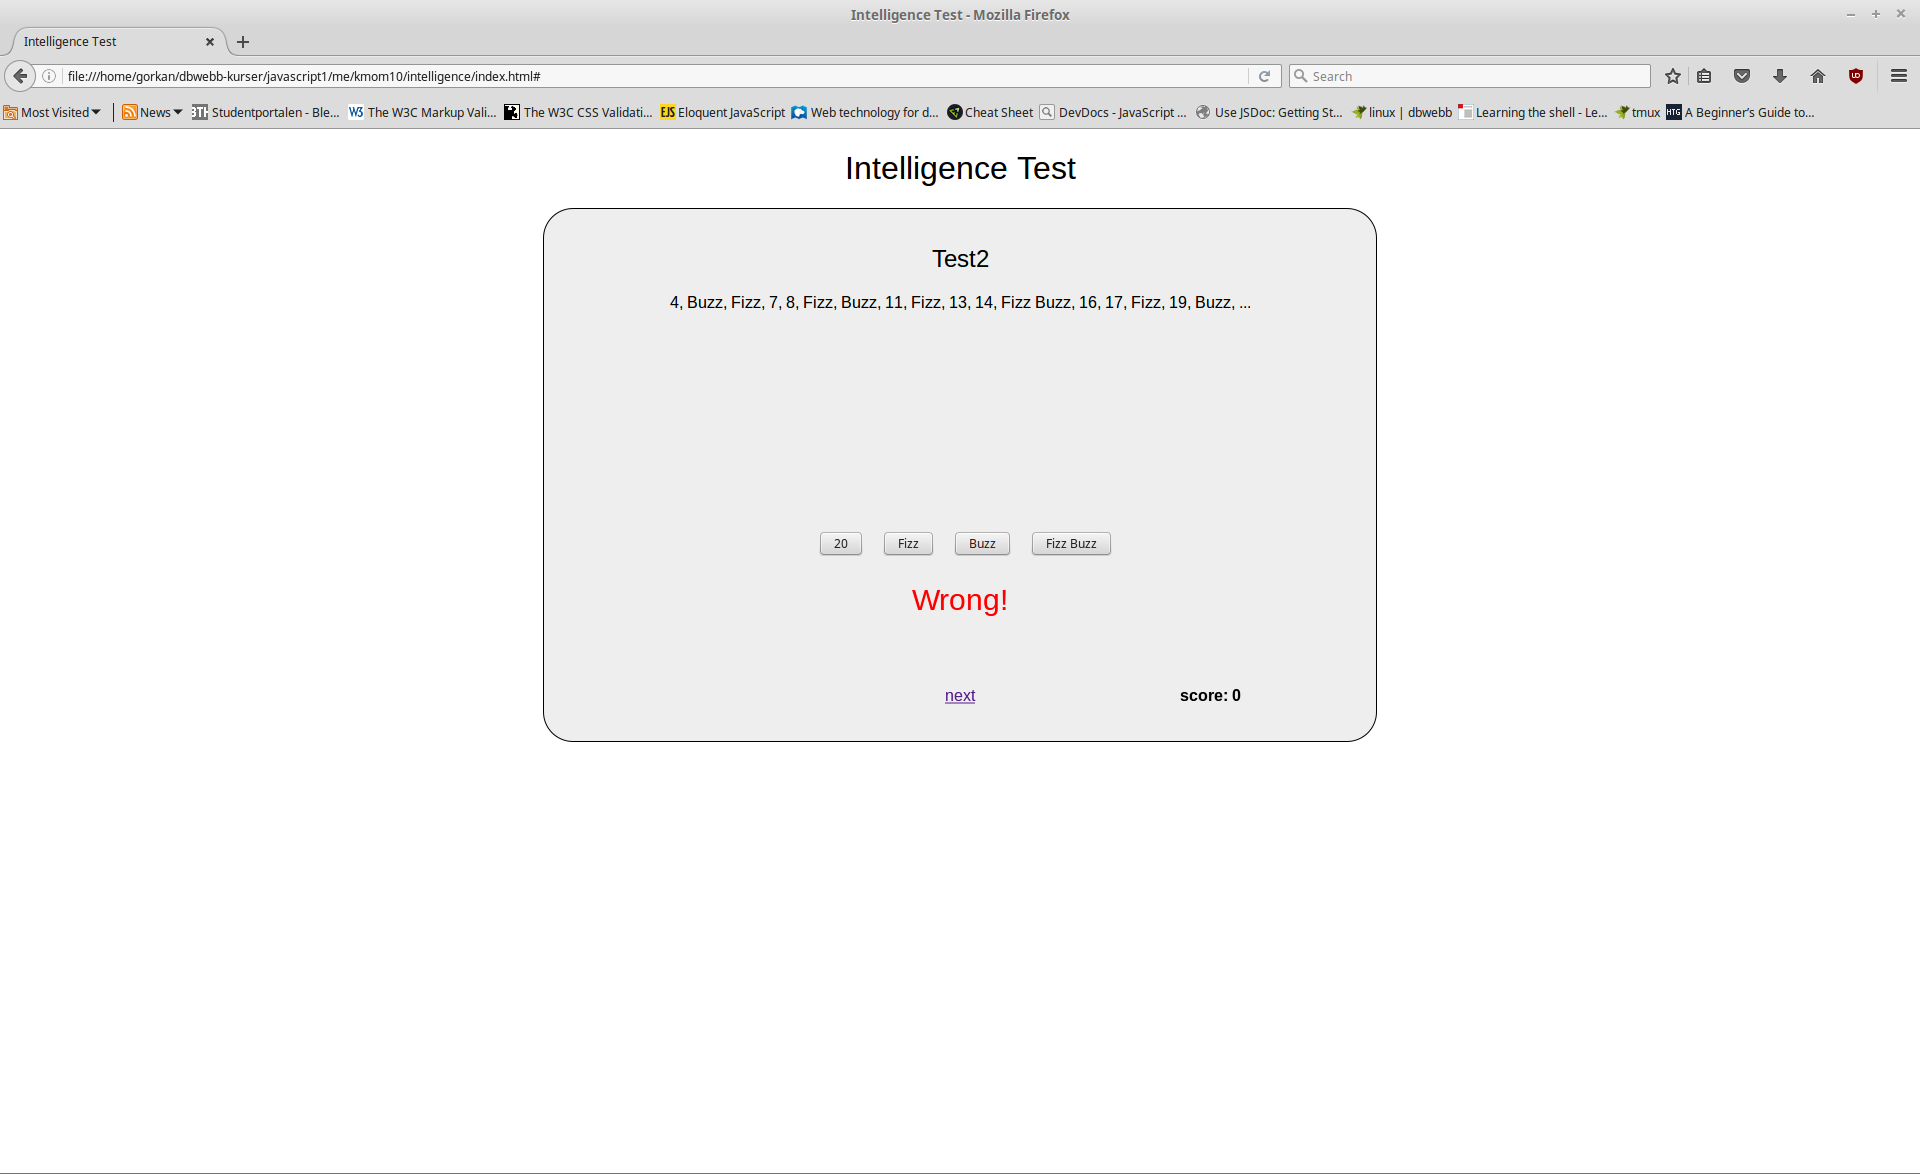 Intelligence Test - Mozilla Firefox
Intelligence Test
file:///home/gorkan/dbwebb-kurser/javascript1/me/kmom10/intelligence/index.html#
Search
Most Visited News Studentportalen - Ble... W3 The W3C Markup Vali... The W3C CSS Validati... EJS Eloquent JavaScript Web technology for d... Cheat Sheet DevDocs - JavaScript ... Use JSDoc: Getting St... linux | dbwebb Learning the shell - Le... tmux HTG A Beginner's Guide to...
Intelligence Test
Test2
4, Buzz, Fizz, 7, 8, Fizz, Buzz, 11, Fizz, 13, 14, Fizz Buzz, 16, 17, Fizz, 19, Buzz, ...
20 Fizz Buzz Fizz Buzz
Wrong!
next score: 0